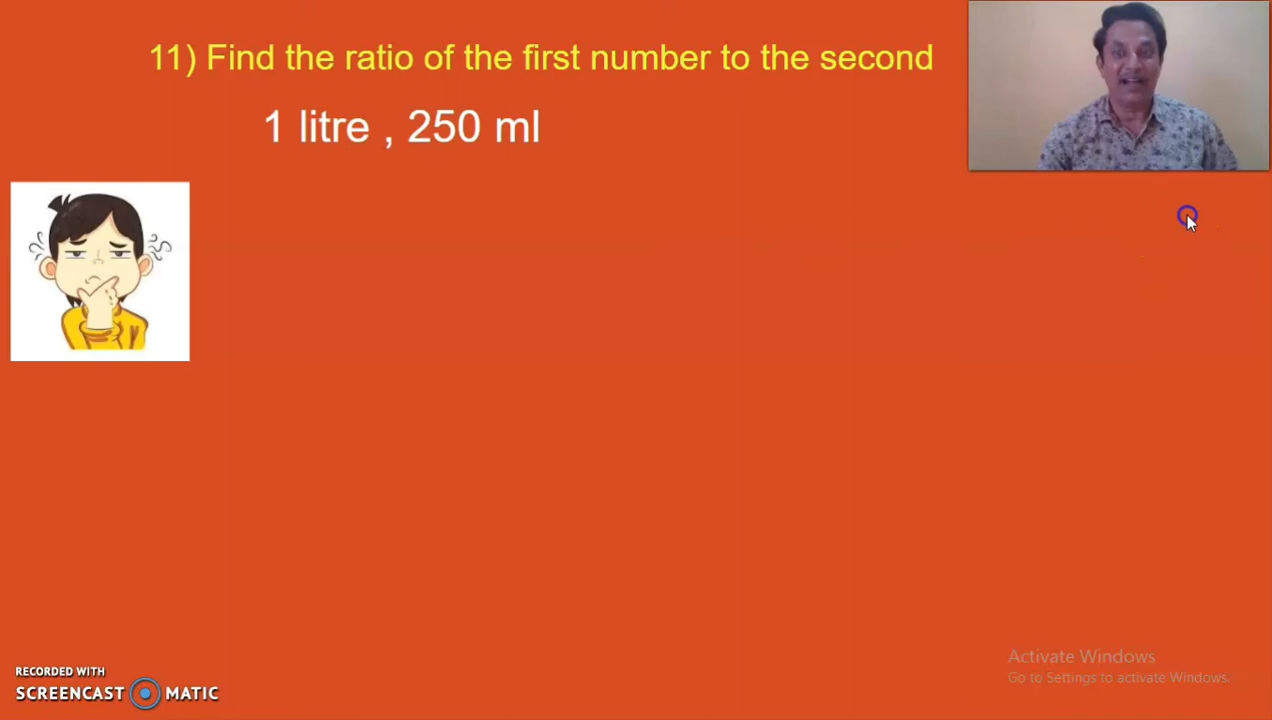 11) Find the ratio of the first number to the second
1 litre , 250 ml
Activate Windows
Go to Settings to activate Windows.
RECORDED WITH
SCREENCAST MATIC